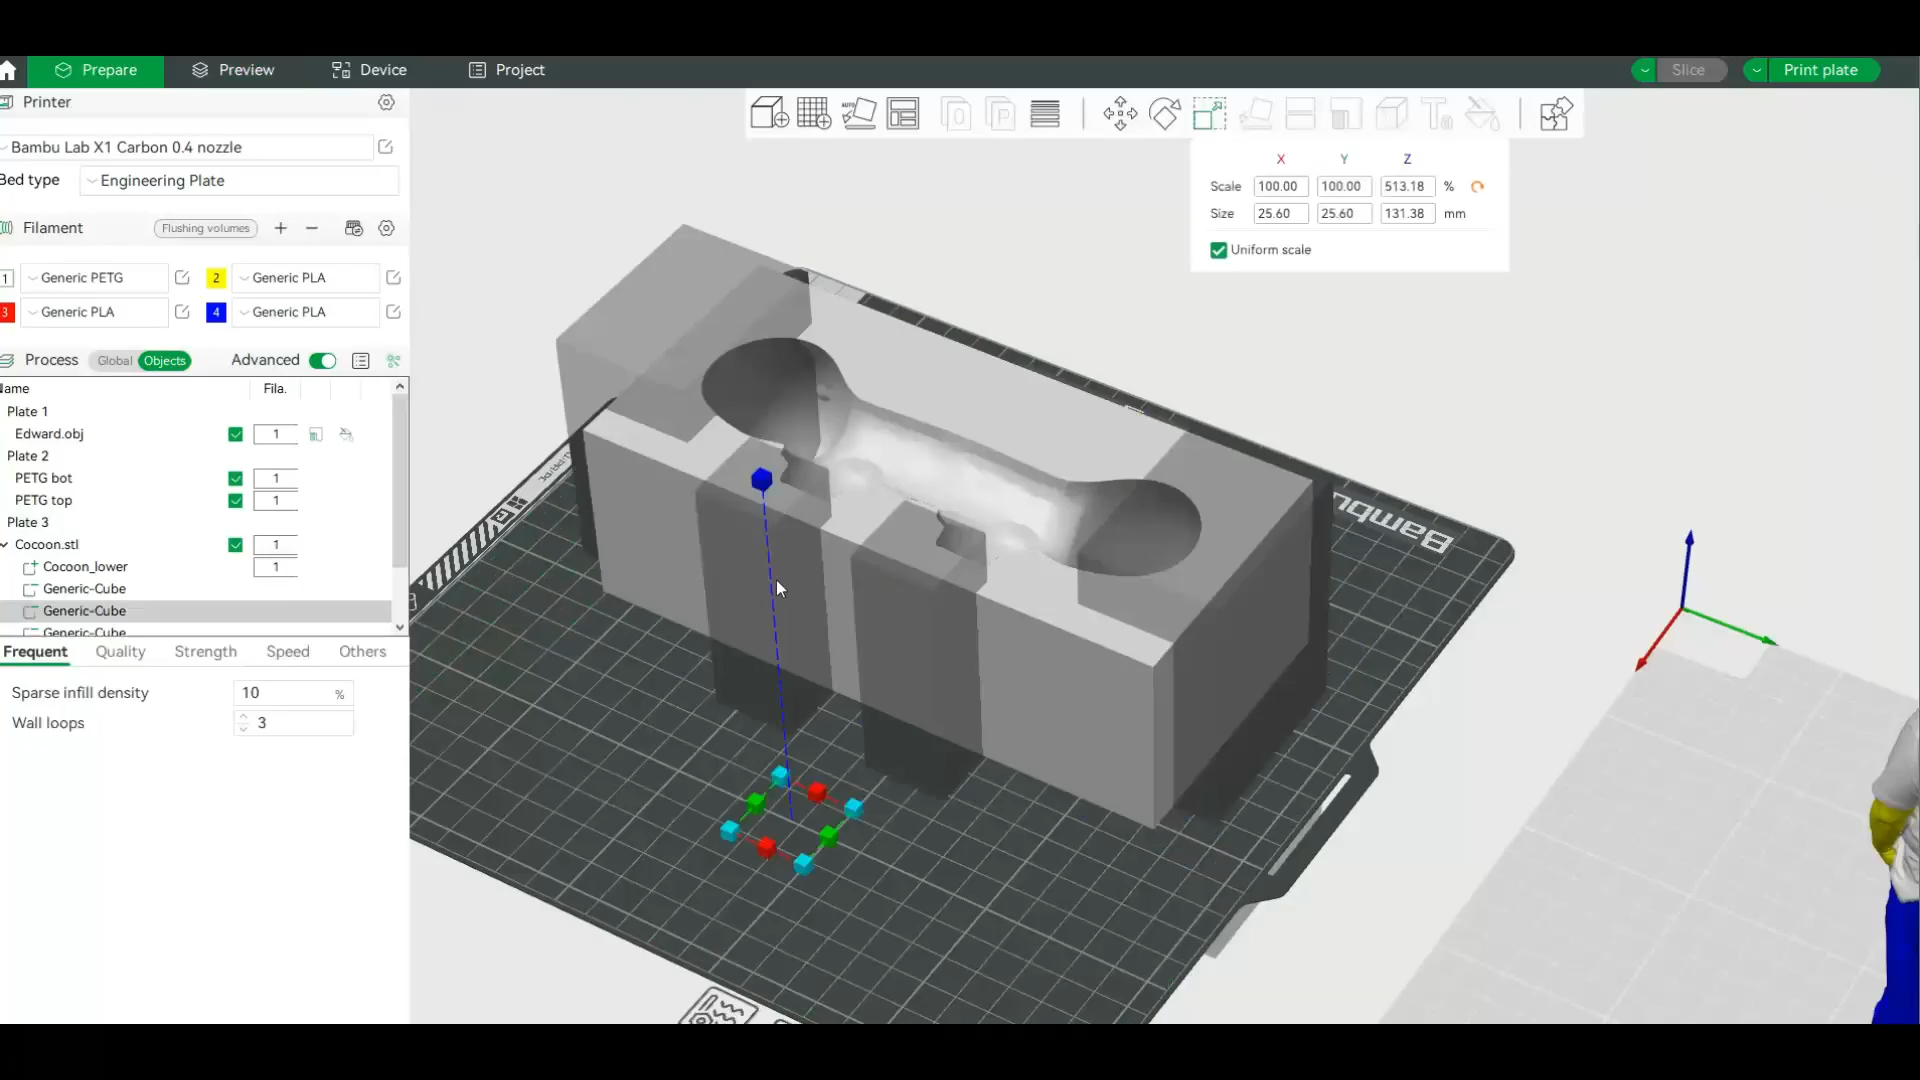 Prepare Preview Device Project Slice Print plate
Printer
Bambu Lab X1 Carbon 0.4 nozzle
Bed type Engineering Plate
Filament Flushing volumes
1 Generic PETG 2 Generic PLA
3 Generic PLA 4 Generic PLA
Process Global Objects Advanced
Name Fila.
Plate 1
Edward.obj 1
Plate 2
PETG bot 1
PETG top 1
Plate 3
Cocoon.stl 1
Cocoon_lower 1
Generic-Cube
Generic-Cube
Generic-Cube
Frequent Quality Strength Speed Others
Sparse infill density 10 %
Wall loops 3
AUTO
X Y Z
Scale 100.00 100.00 513.18 %
Size 25.60 25.60 131.38 mm
Uniform scale
Bambu